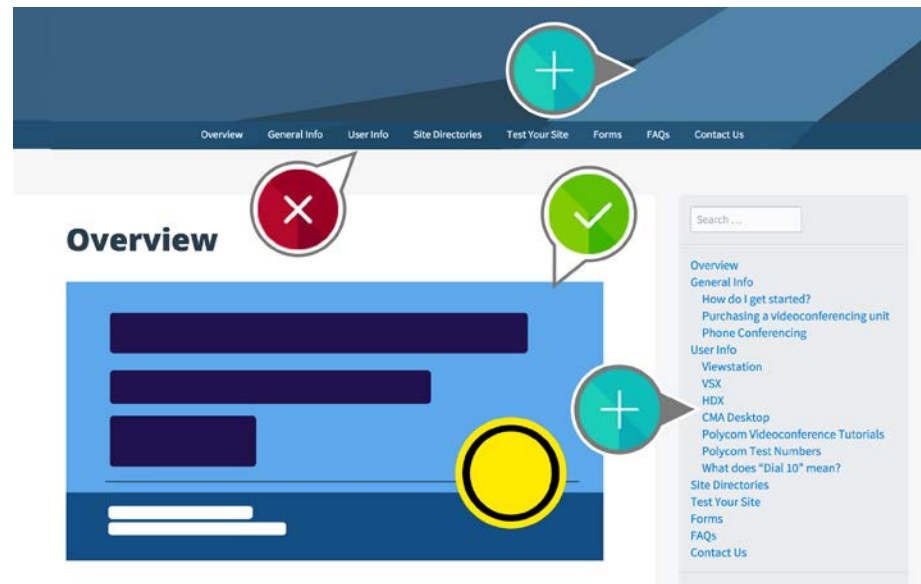 Overview General Info User Info Site Directories Test Your Site Forms FAQs Contact Us
Overview
Search ...
Overview
General Info
How do I get started?
Purchasing a videoconferencing unit
Phone Conferencing
User Info
Viewstation
VSX
HDX
CMA Desktop
Polycom Videoconference Tutorials
Polycom Test Numbers
What does "Dial 10" mean?
Site Directories
Test Your Site
Forms
FAQs
Contact Us